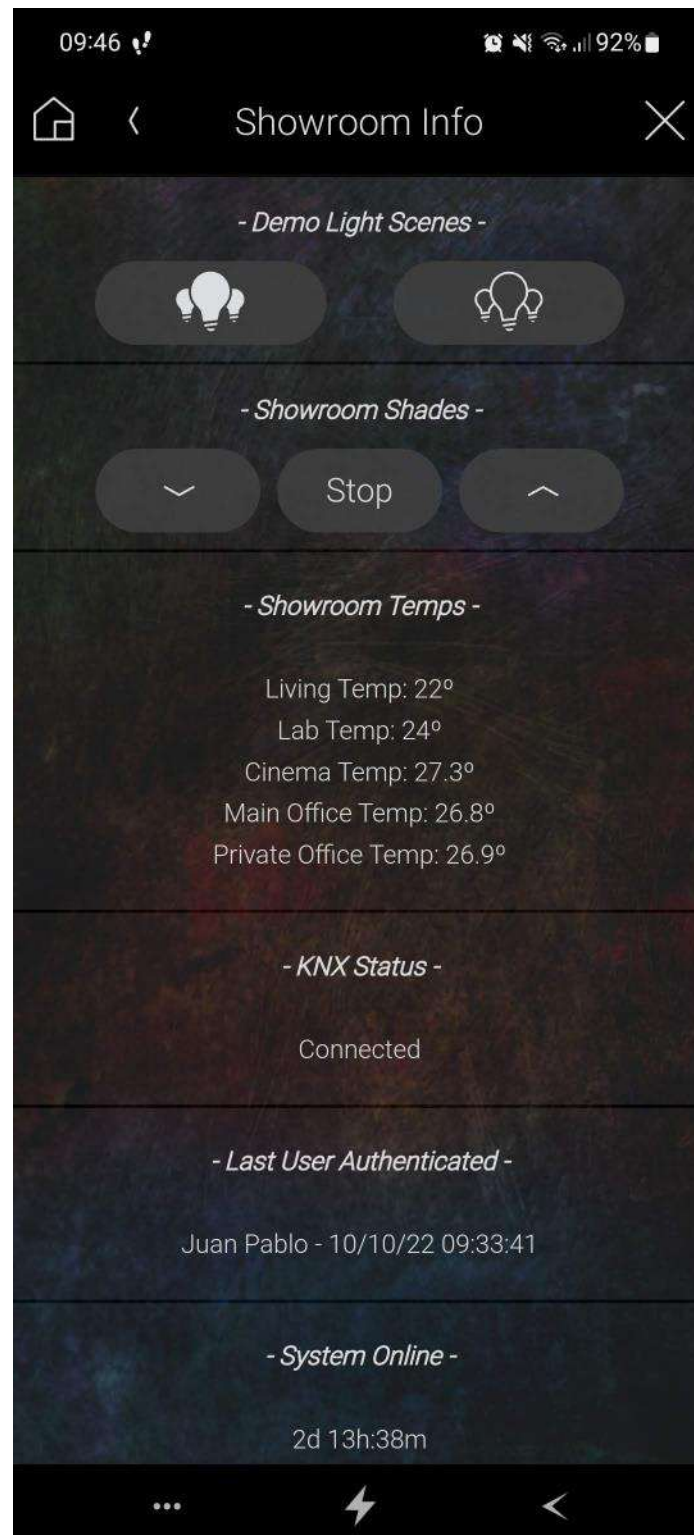 09:46 92%
Showroom Info
- Demo Light Scenes -
- Showroom Shades -
Stop
- Showroom Temps -
Living Temp: 22º
Lab Temp: 24º
Cinema Temp: 27.3º
Main Office Temp: 26.8º
Private Office Temp: 26.9º
- KNX Status -
Connected
- Last User Authenticated -
Juan Pablo - 10/10/22 09:33:41
- System Online -
2d 13h:38m